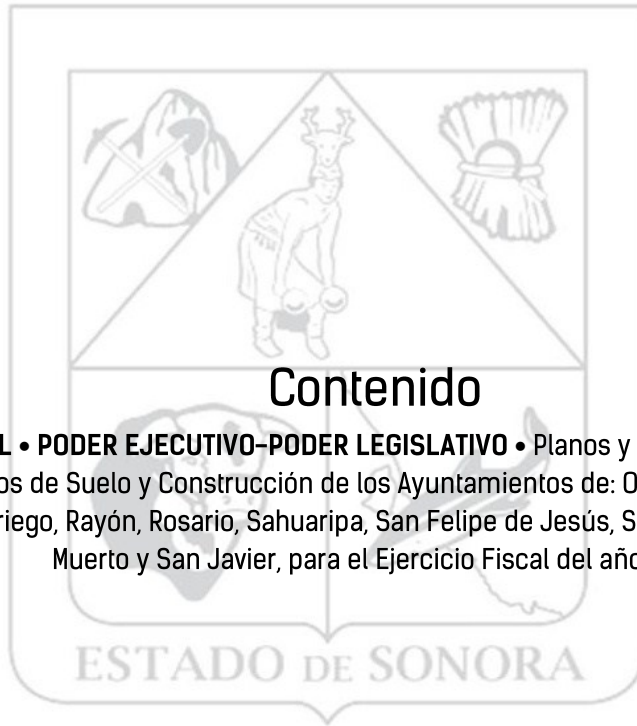 Contenido
L • PODER EJECUTIVO-PODER LEGISLATIVO • Planos y
os de Suelo y Construcción de los Ayuntamientos de: O
riego, Rayón, Rosario, Sahuaripa, San Felipe de Jesús, S
Muerto y San Javier, para el Ejercicio Fiscal del año
ESTADO DE SONORA